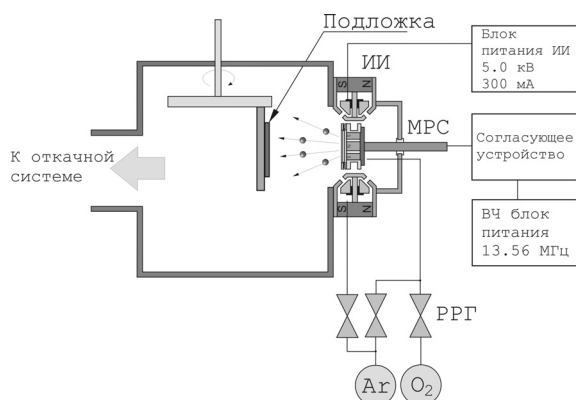 Подложка
Блок
питания ИИ
5.0 кВ
300 мА
ИИ
S
N
МРС
Согласующее
устройство
К откачной
системе
S
N
ВЧ блок
питания
13.56 МГц
РРГ
Ar
O₂